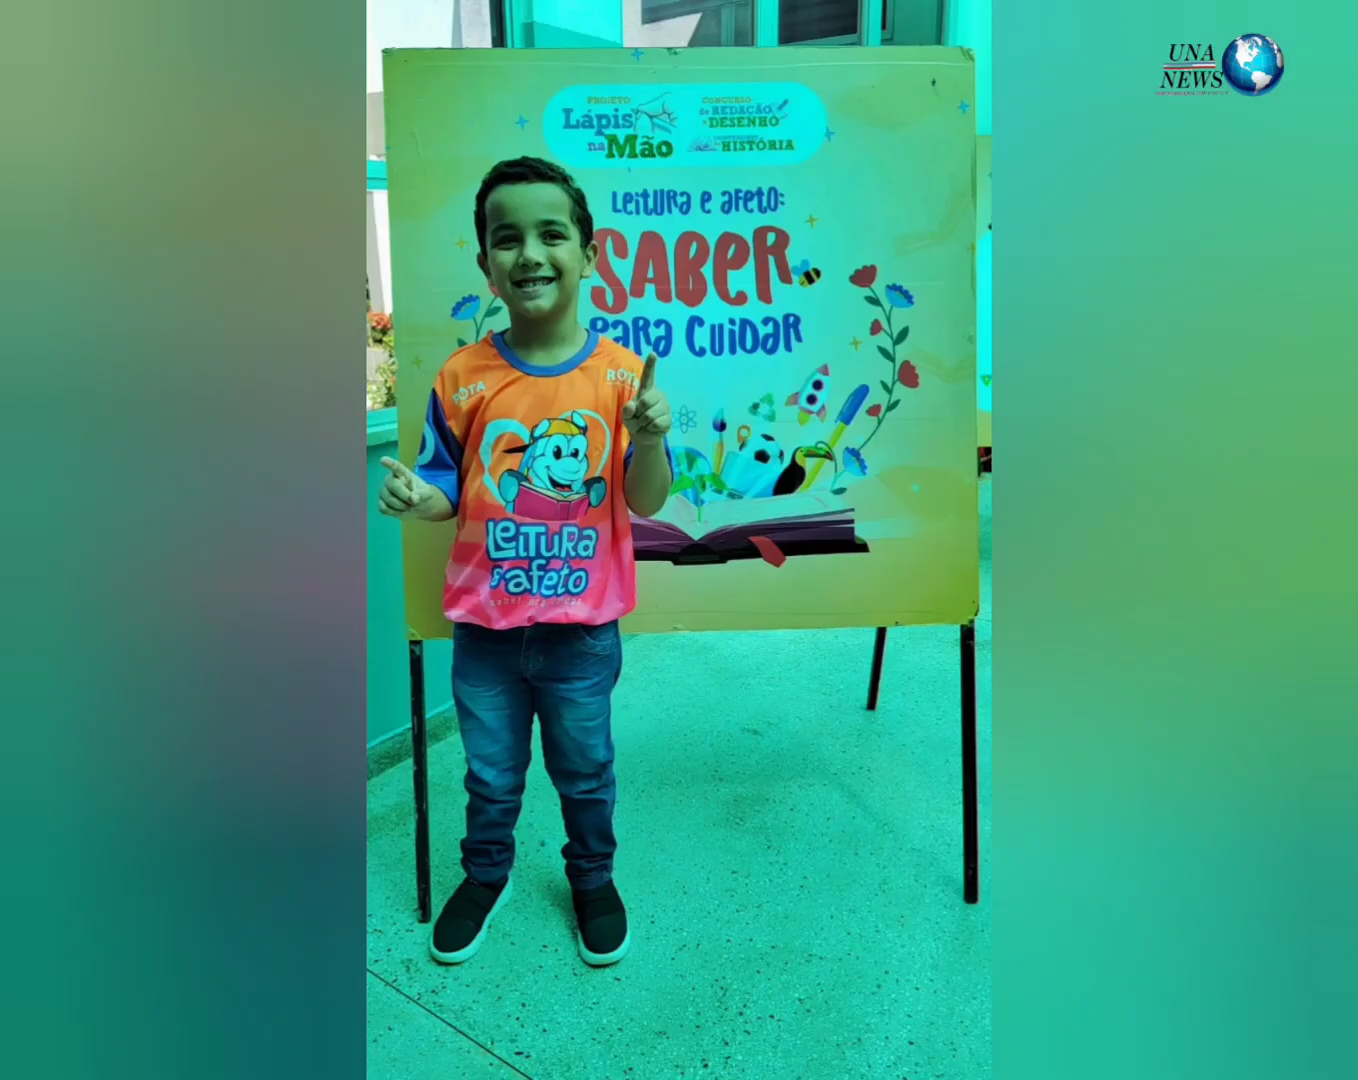 UNA
NEWS
PROJETO
Lápis
na Mão
CONCURSO
de REDAÇÃO
e DESENHO
HISTÓRIA
Leitura e afeto:
SABER
PARA CUIDAR
RÓTA
Leitura
& afeto